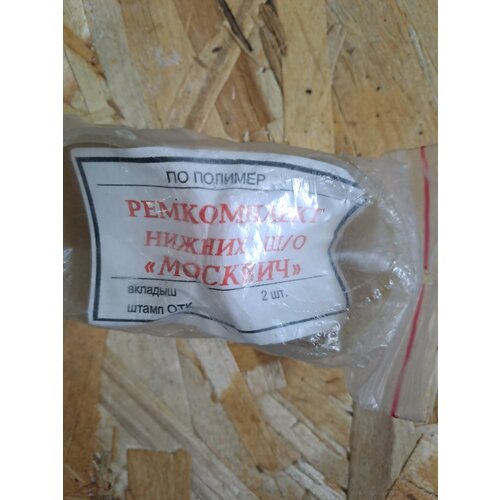 ПО ПОЛИМЕР
РЕМКОМПЛЕКТ
НИЖНИХ Ш/О
«МОСКВИЧ»
вкладыш 2 шт.
штамп ОТК